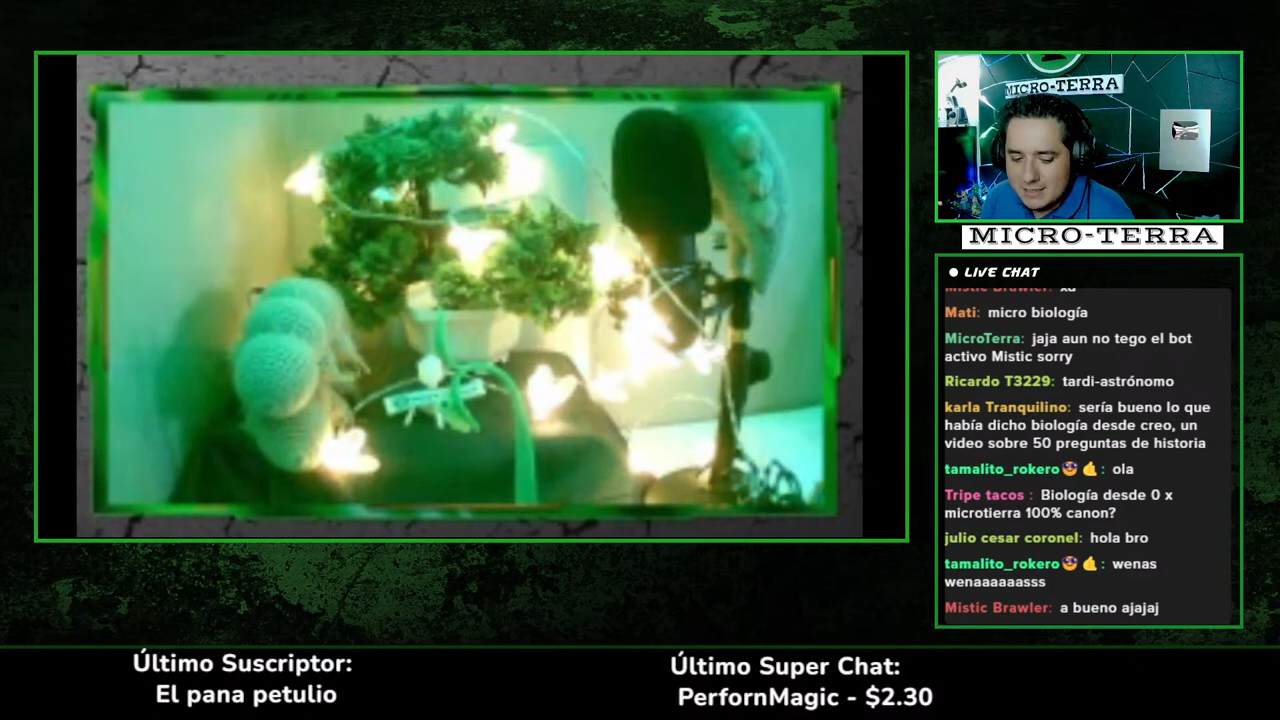 MICRO-TERRA
MICRO-TERRA
LIVE CHAT
Mistic Brawler: xd
Mati: micro biología
MicroTerra: jaja aun no tego el bot
activo Mistic sorry
Ricardo T3229: tardi-astrónomo
karla Tranquilino: sería bueno lo que
había dicho biología desde creo, un
video sobre 50 preguntas de historia
tamalito_rokero😎🤙: ola
Tripe tacos : Biología desde 0 x
microtierra 100% canon?
julio cesar coronel: hola bro
tamalito_rokero😎🤙: wenas
wenaaaaaasss
Mistic Brawler: a bueno ajajaj
Último Suscriptor:
El pana petulio
Último Super Chat:
PerfornMagic - $2.30